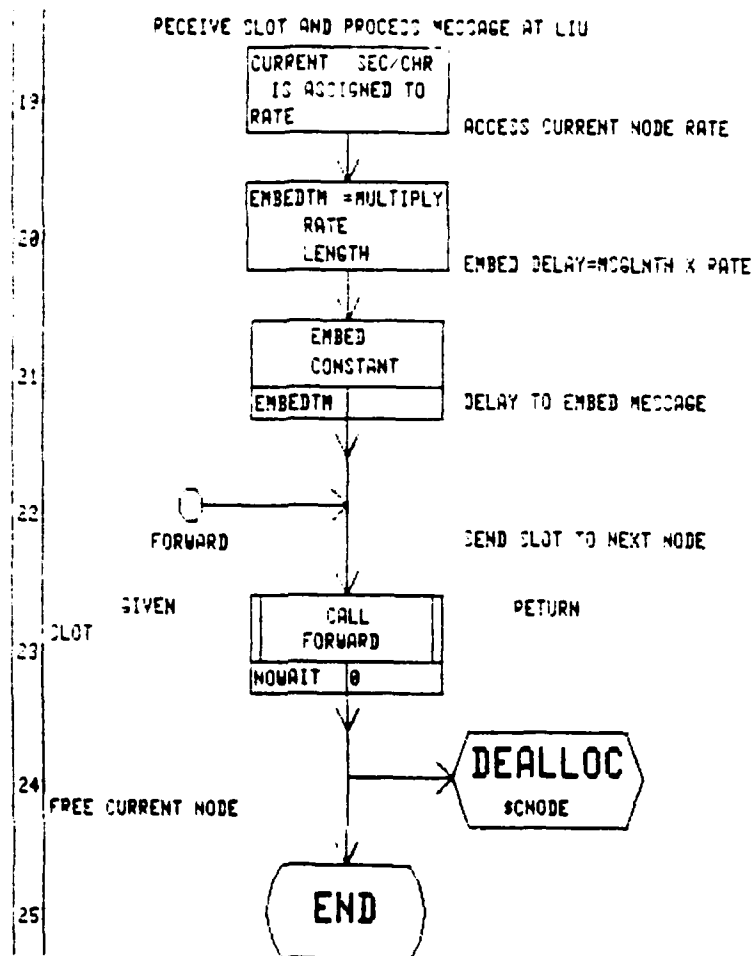 RECEIVE SLOT AND PROCESS MESSAGE AT LIU
CURRENT SEC/CHR
IS ASSIGNED TO
RATE
19
ACCESS CURRENT NODE RATE
EMBEDTM =MULTIPLY
RATE
LENGTH
20
EMBED DELAY=MSGLNTH X RATE
EMBED
CONSTANT
21
EMBEDTM
DELAY TO EMBED MESSAGE
22
FORWARD
SEND SLOT TO NEXT NODE
GIVEN
RETURN
SLOT
CALL
FORWARD
23
NOWAIT 0
DEALLOC
$CNODE
24
FREE CURRENT NODE
END
25